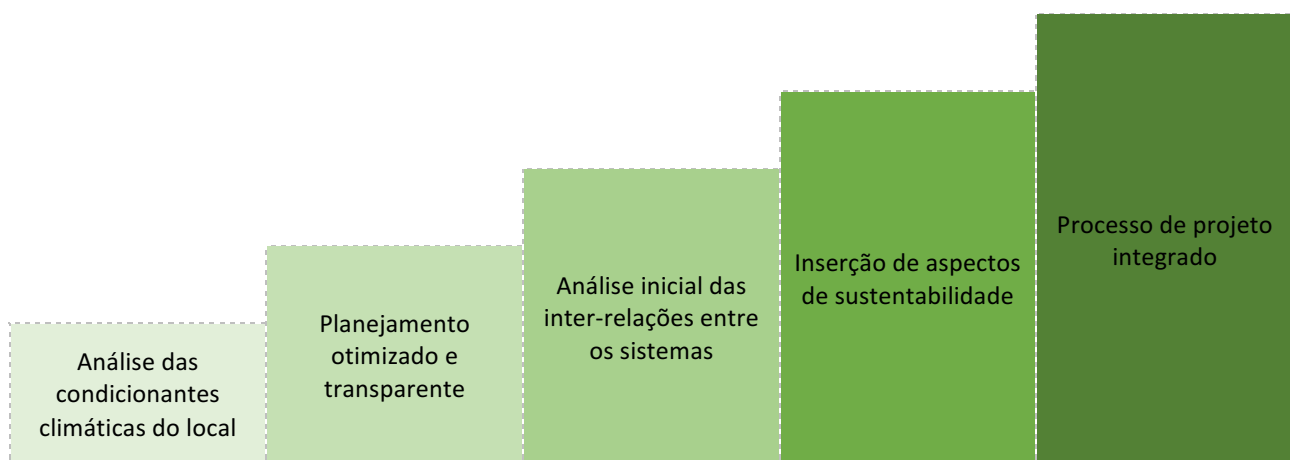 Análise das
condicionantes
climáticas do local
Planejamento
otimizado e
transparente
Análise inicial das
inter-relações entre
os sistemas
Inserção de aspectos
de sustentabilidade
Processo de projeto
integrado